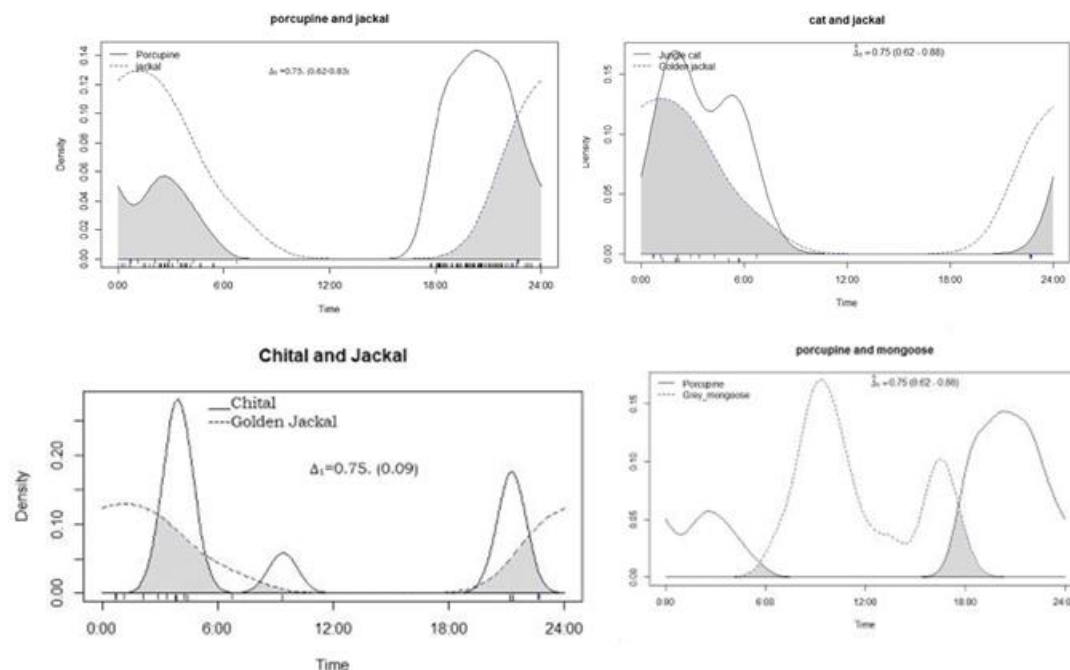 porcupine and jackal
Porcupine
jackal
Δ₁ =0.75. (0.62-0.83)
Density
0.00 0.02 0.04 0.06 0.08 0.10 0.12 0.14
0:00 6:00 12:00 18:00 24:00
Time
cat and jackal
Jungle cat
Golden jackal
= 0.75 (0.62 - 0.88)
Density
0.00 0.05 0.10 0.15
0:00 6:00 12:00 18:00 24:00
Time
Chital and Jackal
Chital
Golden Jackal
Δ₁=0.75. (0.09)
Density
0.00 0.10 0.20
0:00 6:00 12:00 18:00 24:00
Time
porcupine and mongoose
Porcupine
Grey_mongoose
= 0.75 (0.62 - 0.88)
Density
0.00 0.05 0.10 0.15
0:00 6:00 12:00 18:00 24:00
Time